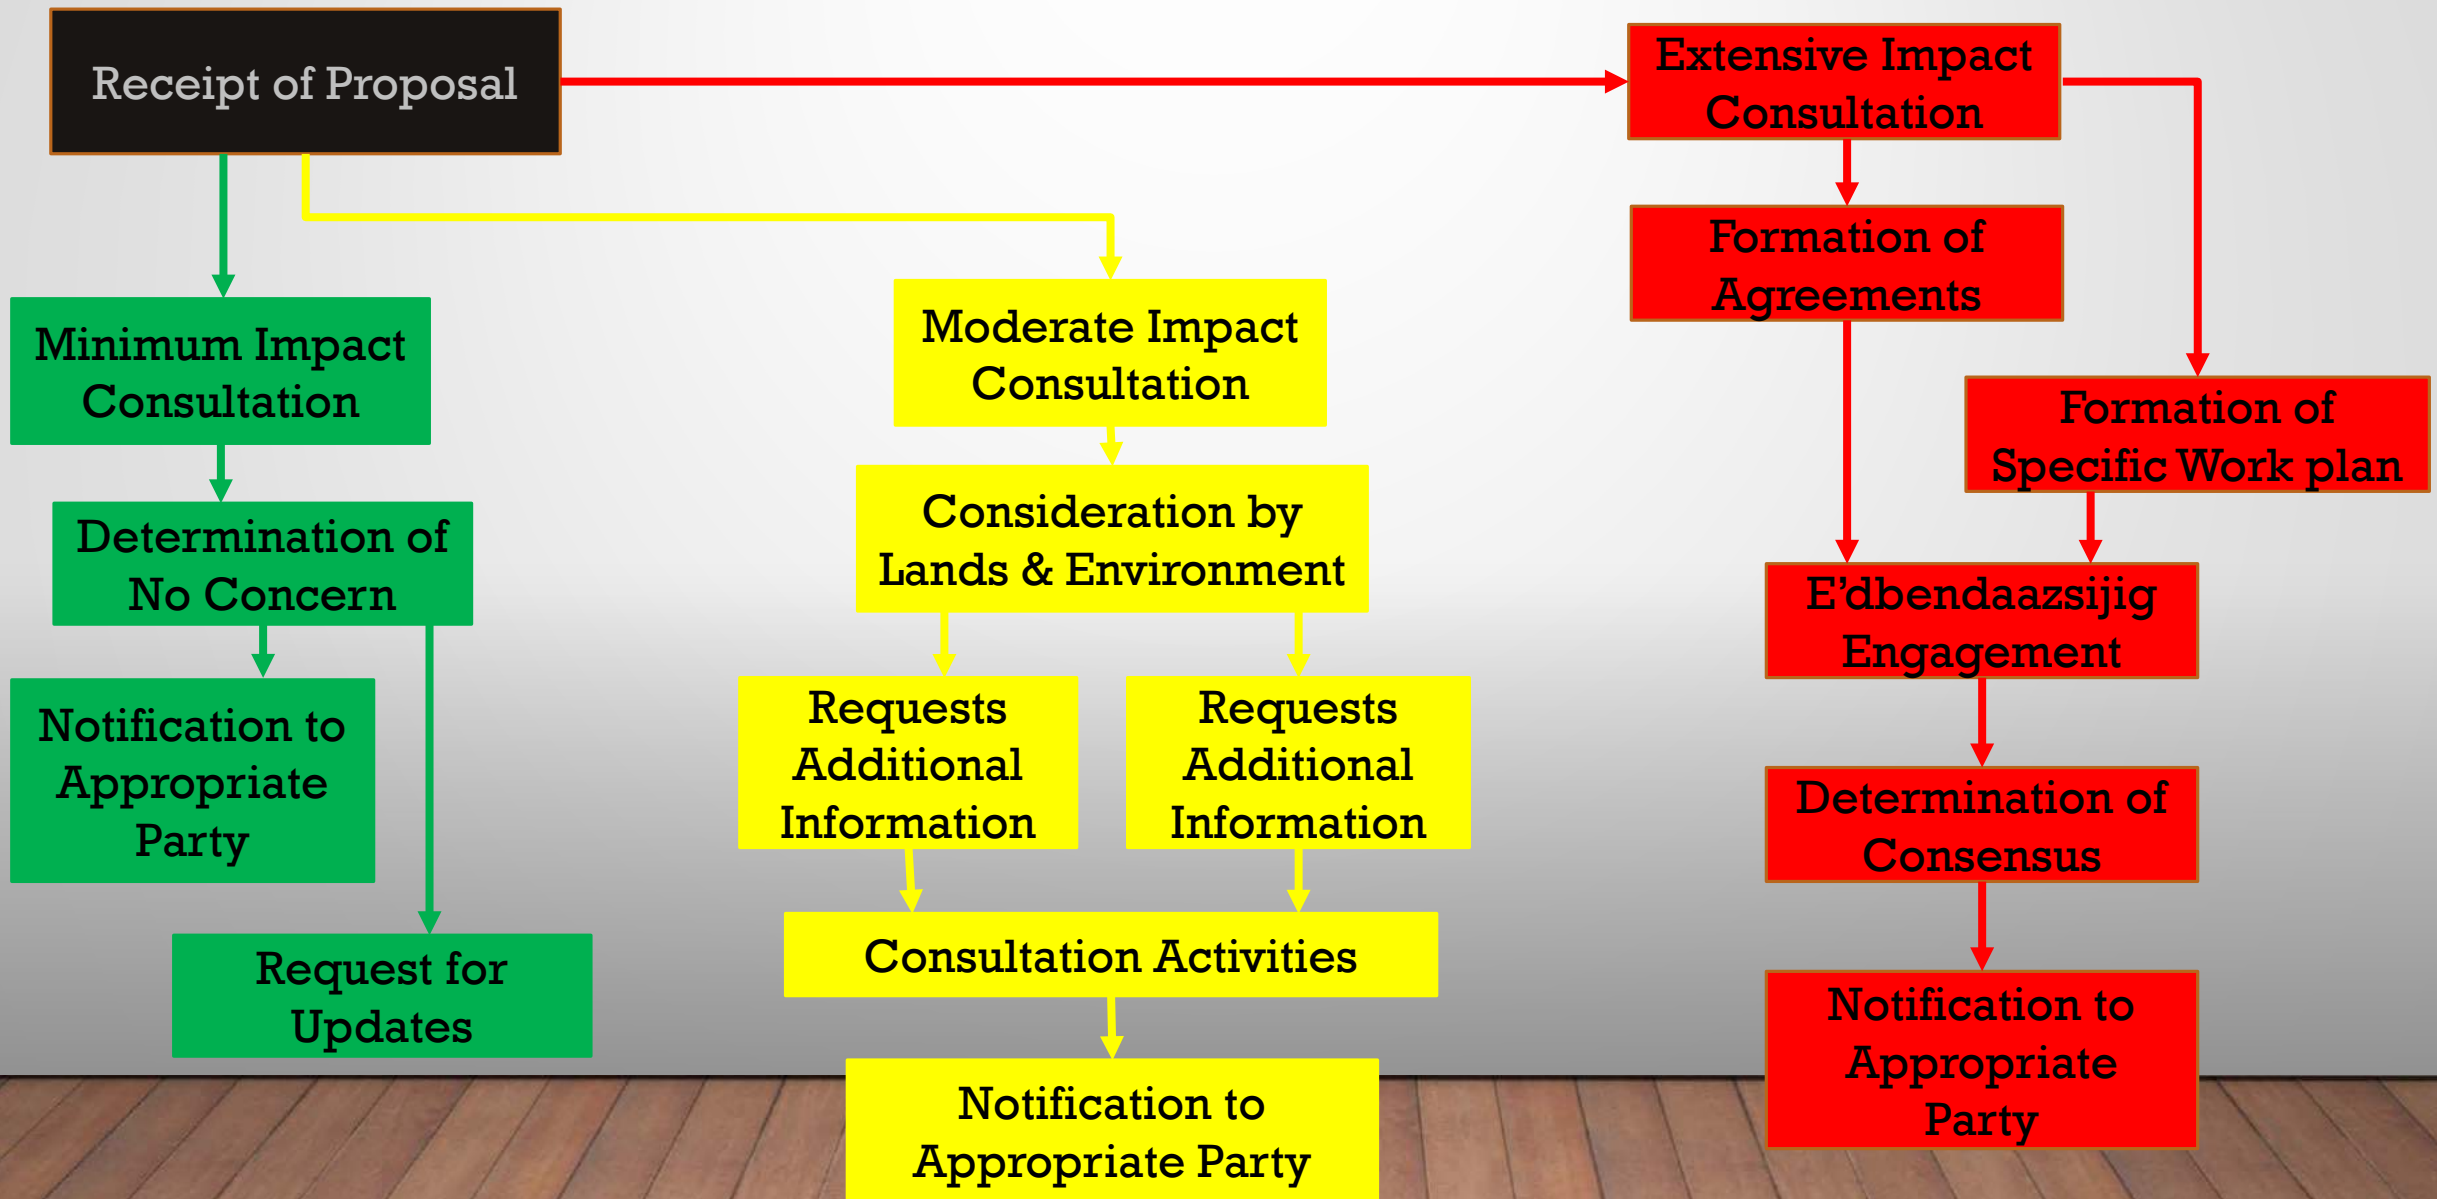 Receipt of Proposal
Minimum Impact
Consultation
Determination of
No Concern
Notification to
Appropriate
Party
Request for
Updates
Moderate Impact
Consultation
Consideration by
Lands & Environment
Requests
Additional
Information
Requests
Additional
Information
Consultation Activities
Notification to
Appropriate Party
Extensive Impact
Consultation
Formation of
Agreements
Formation of
Specific Work plan
E’dbendaazsijig
Engagement
Determination of
Consensus
Notification to
Appropriate
Party